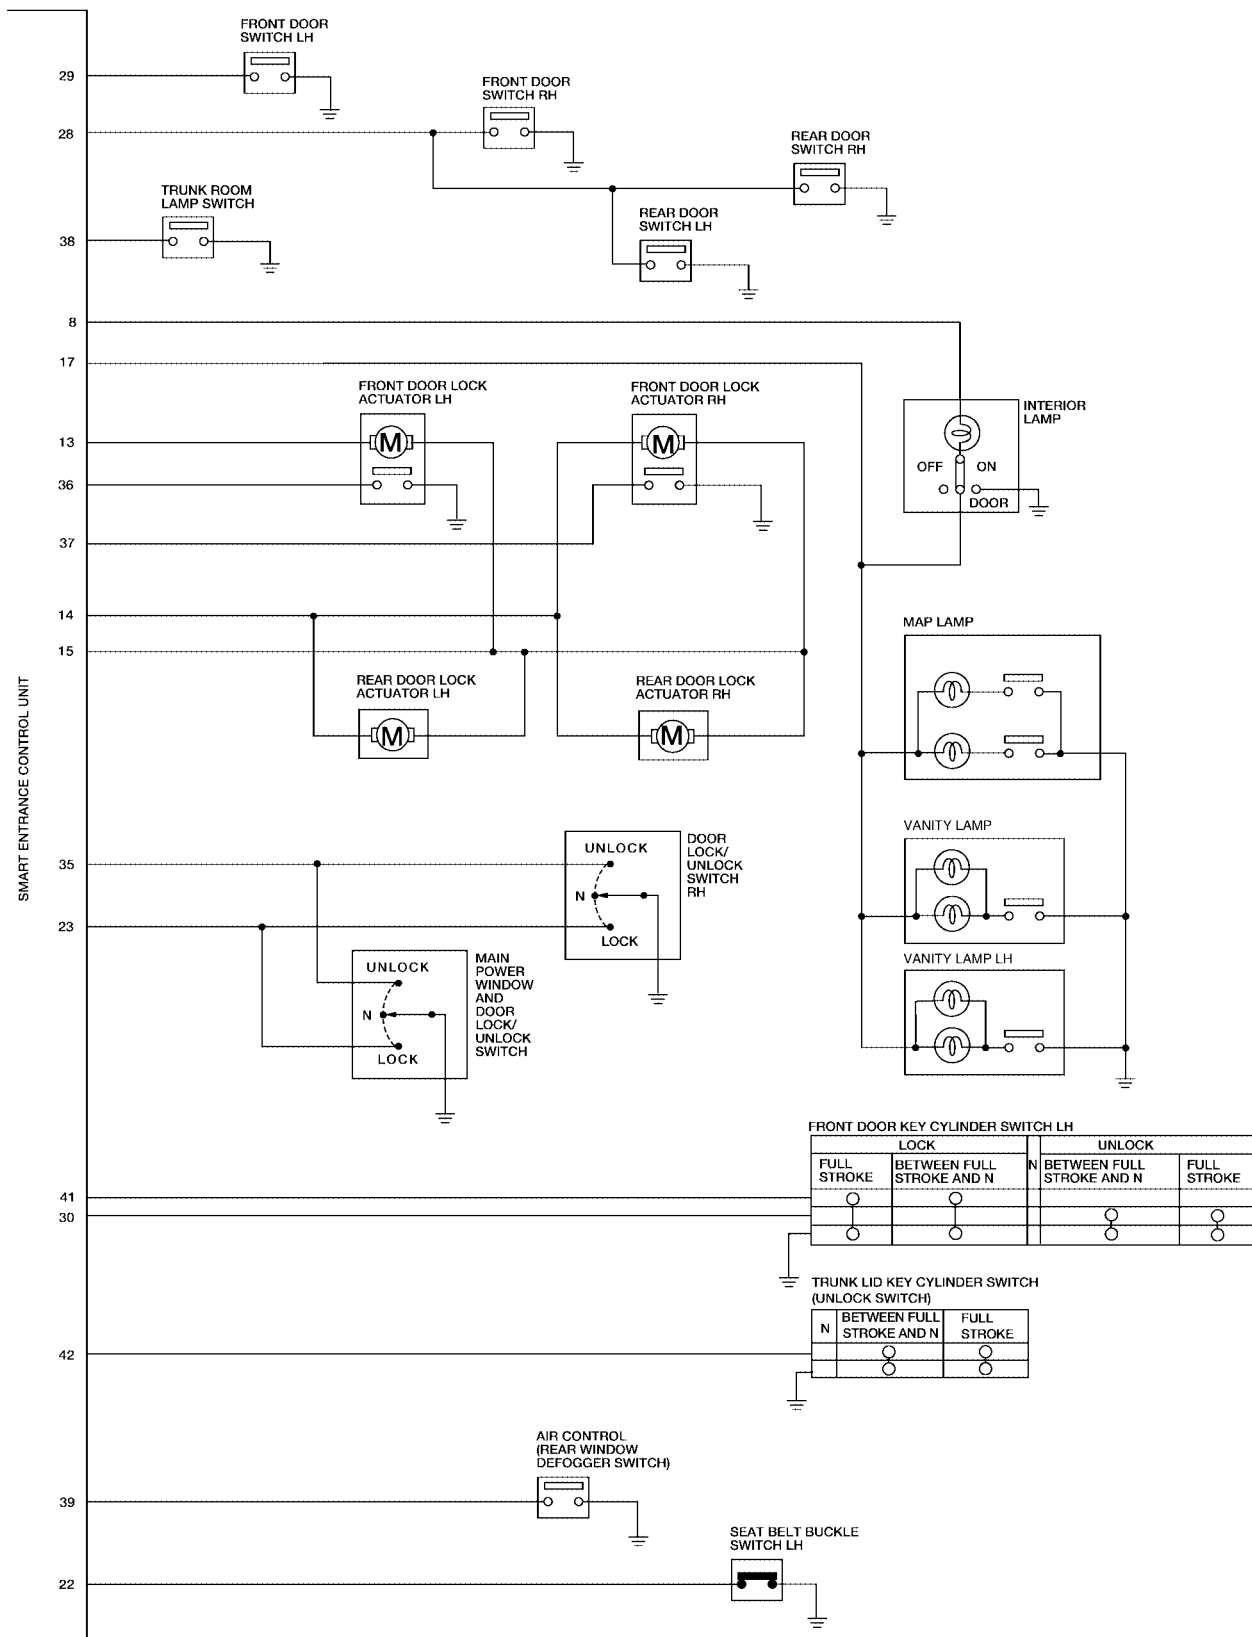 FRONT DOOR
SWITCH LH
29
FRONT DOOR
SWITCH RH
28
REAR DOOR
SWITCH RH
TRUNK ROOM
LAMP SWITCH
REAR DOOR
SWITCH LH
38
8
17
FRONT DOOR LOCK
ACTUATOR LH
FRONT DOOR LOCK
ACTUATOR RH
INTERIOR
LAMP
13
M
M
OFF
ON
DOOR
36
37
14
MAP LAMP
15
REAR DOOR LOCK
ACTUATOR LH
REAR DOOR LOCK
ACTUATOR RH
M
M
SMART ENTRANCE CONTROL UNIT
VANITY LAMP
DOOR
LOCK/
UNLOCK
SWITCH
RH
UNLOCK
N
LOCK
35
23
MAIN
POWER
WINDOW
AND
DOOR
LOCK/
UNLOCK
SWITCH
UNLOCK
N
LOCK
VANITY LAMP LH
FRONT DOOR KEY CYLINDER SWITCH LH
LOCK
N
UNLOCK
FULL
STROKE
BETWEEN FULL
STROKE AND N
BETWEEN FULL
STROKE AND N
FULL
STROKE
41
30
TRUNK LID KEY CYLINDER SWITCH
(UNLOCK SWITCH)
N
BETWEEN FULL
STROKE AND N
FULL
STROKE
42
AIR CONTROL
(REAR WINDOW
DEFOGGER SWITCH)
39
SEAT BELT BUCKLE
SWITCH LH
22